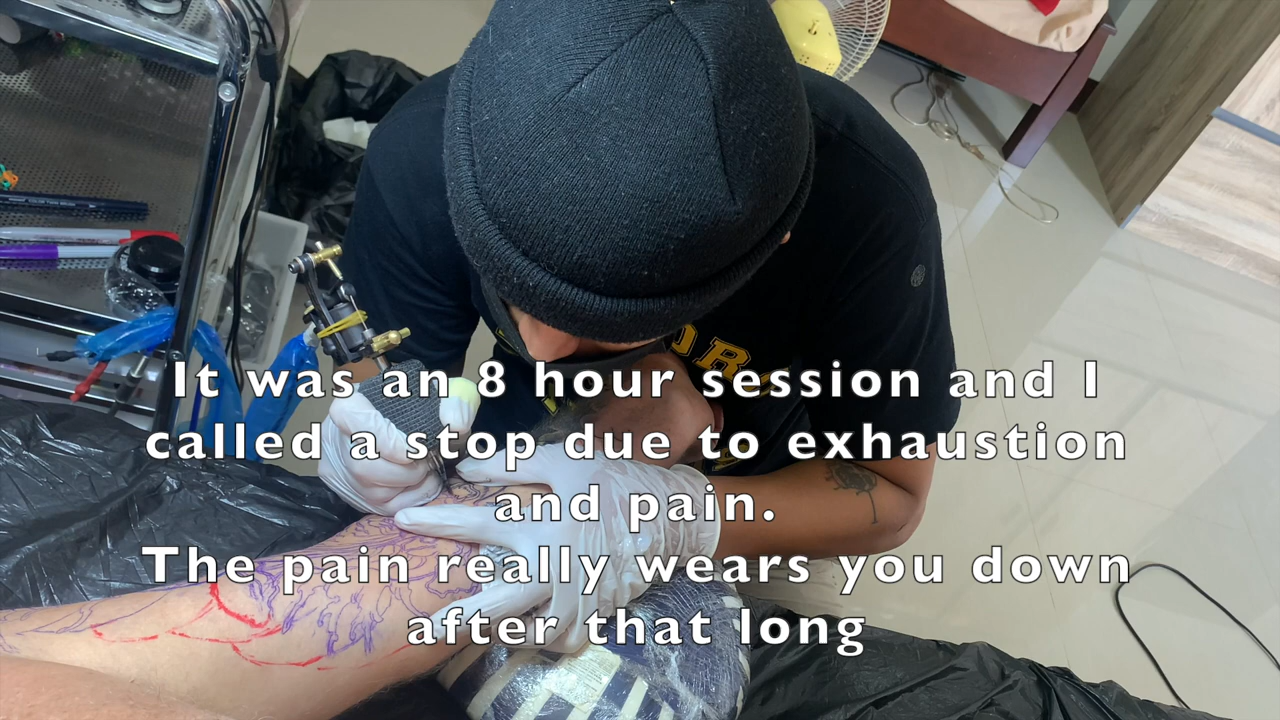 ORA
It was an 8 hour session and I
called a stop due to exhaustion
and pain.
The pain really wears you down
after that long